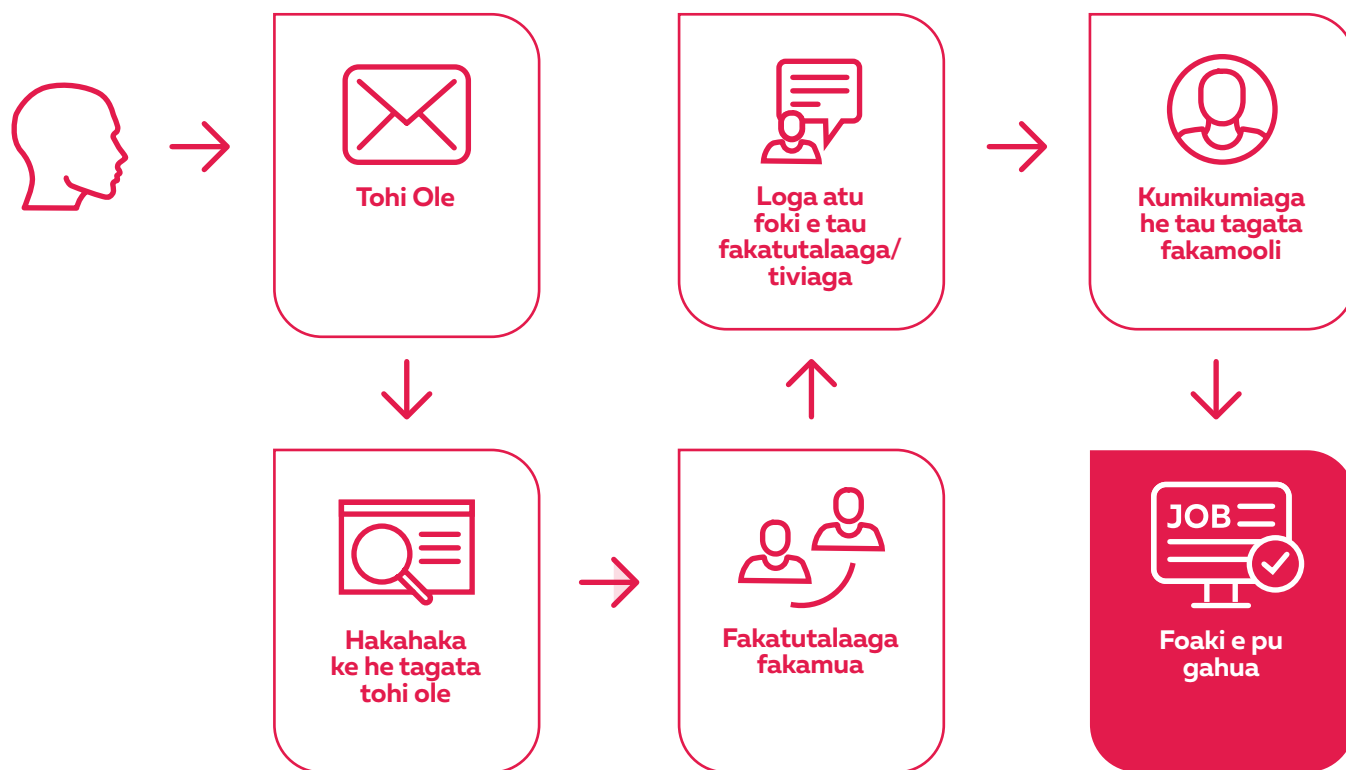 Tohi Ole
Hakahaka
ke he tagata
tohi ole
Fakatutalaaga
fakamua
Loga atu
foki e tau
fakatutalaaga/
tiviaga
Kumikumiaga
he tau tagata
fakamooli
JOB
Foaki e pu
gahua